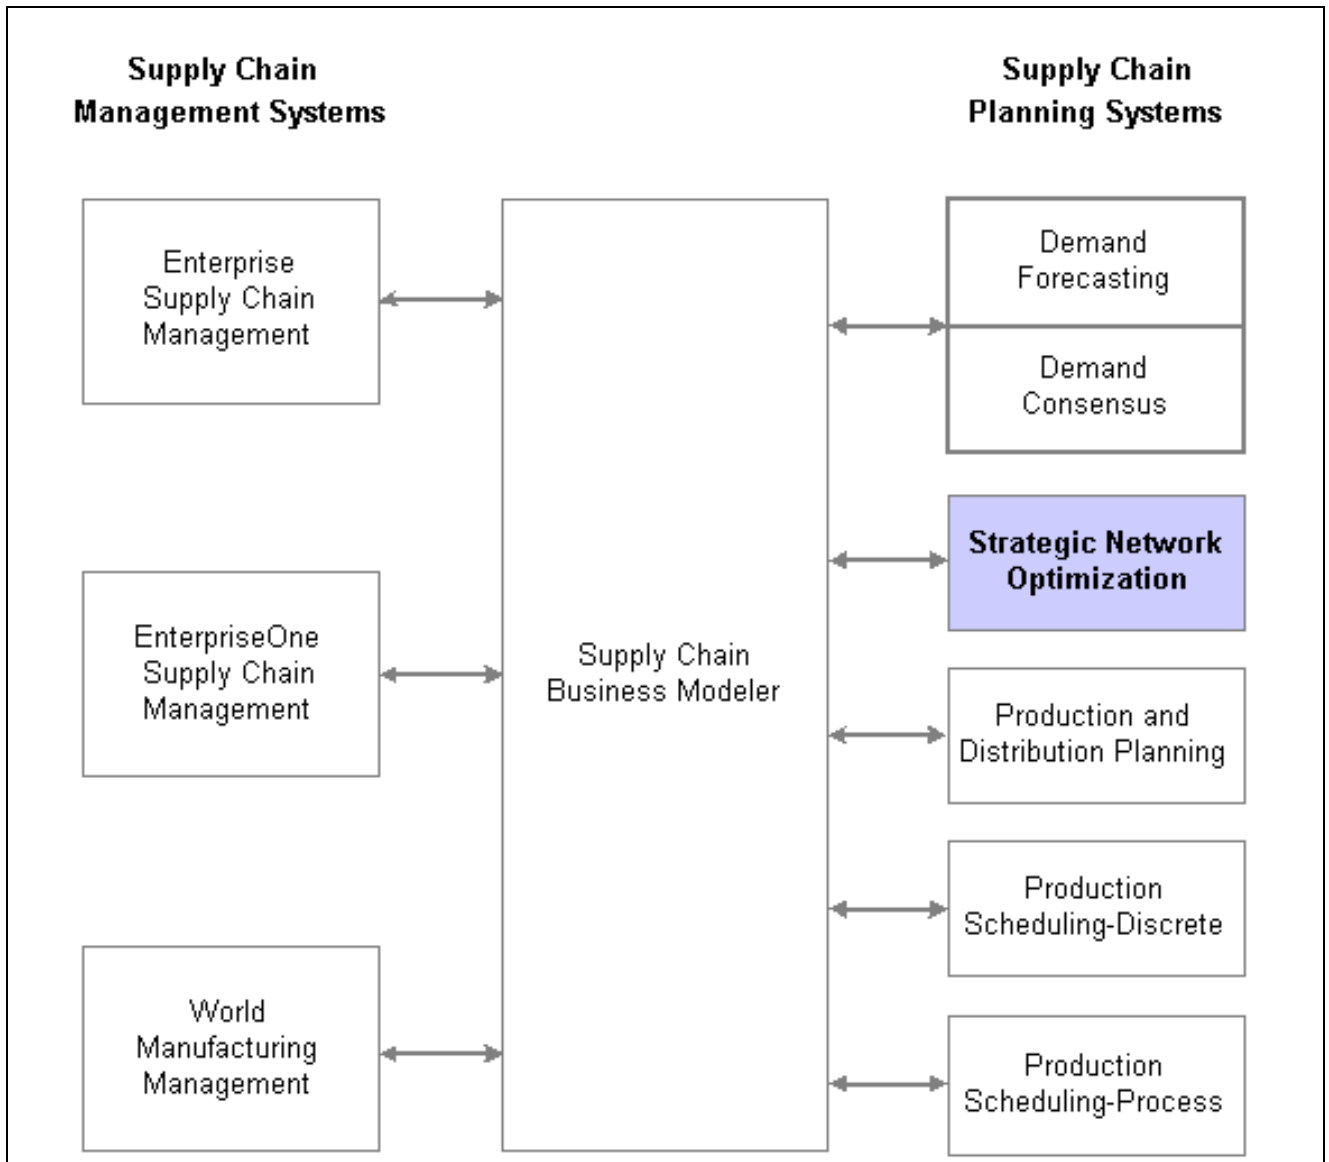 Supply Chain
Management Systems
Supply Chain
Planning Systems
Enterprise
Supply Chain
Management
EnterpriseOne
Supply Chain
Management
World
Manufacturing
Management
Supply Chain
Business Modeler
Demand
Forecasting
Demand
Consensus
Strategic Network
Optimization
Production and
Distribution Planning
Production
Scheduling-Discrete
Production
Scheduling-Process